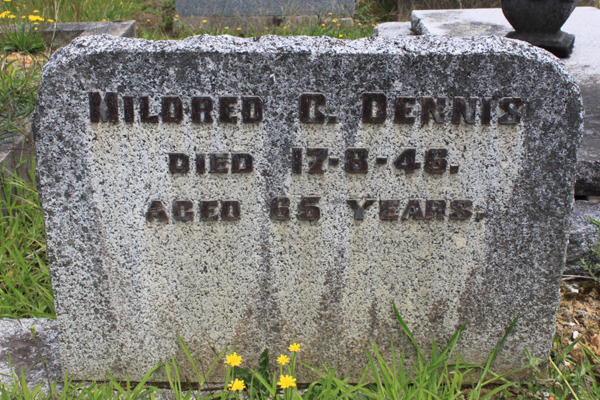 MILDRED C. DENNIS
DIED 17-8-46.
AGED 65 YEARS.